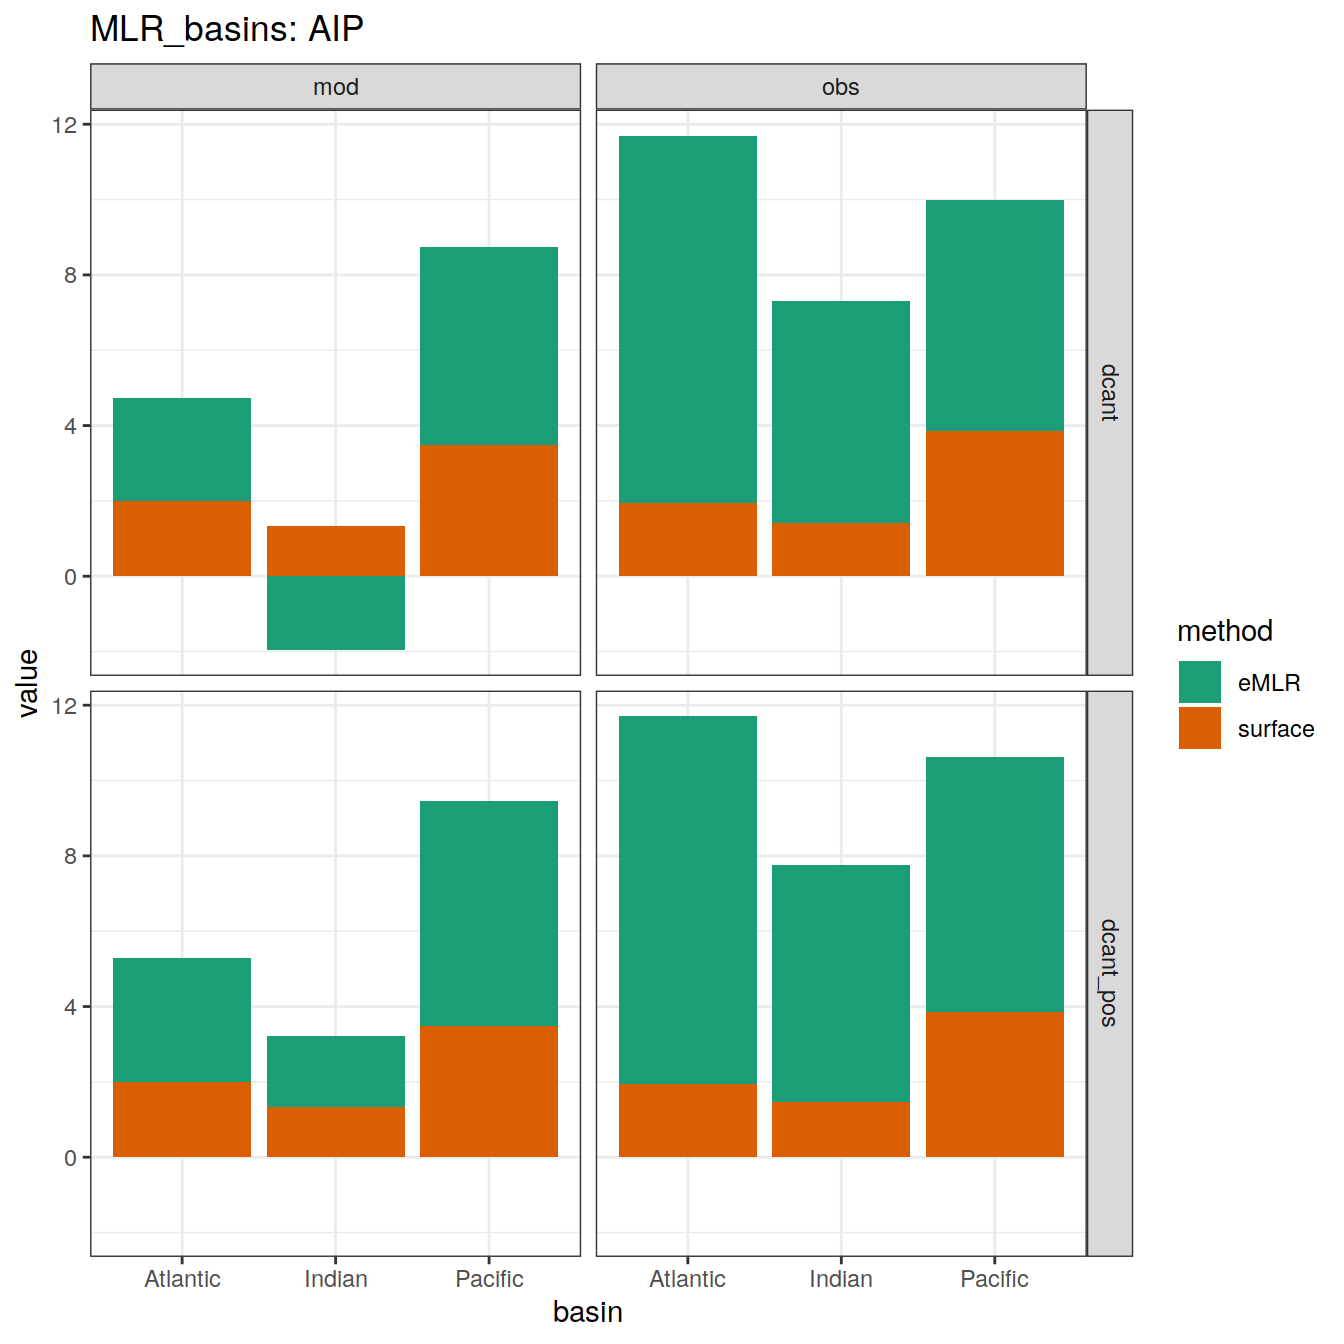 MLR_basins: AIP
mod
obs
12
8
4
0
dcant
12
8
4
0
dcant_pos
value
Atlantic
Indian
Pacific
Atlantic
Indian
Pacific
basin
method
eMLR
surface